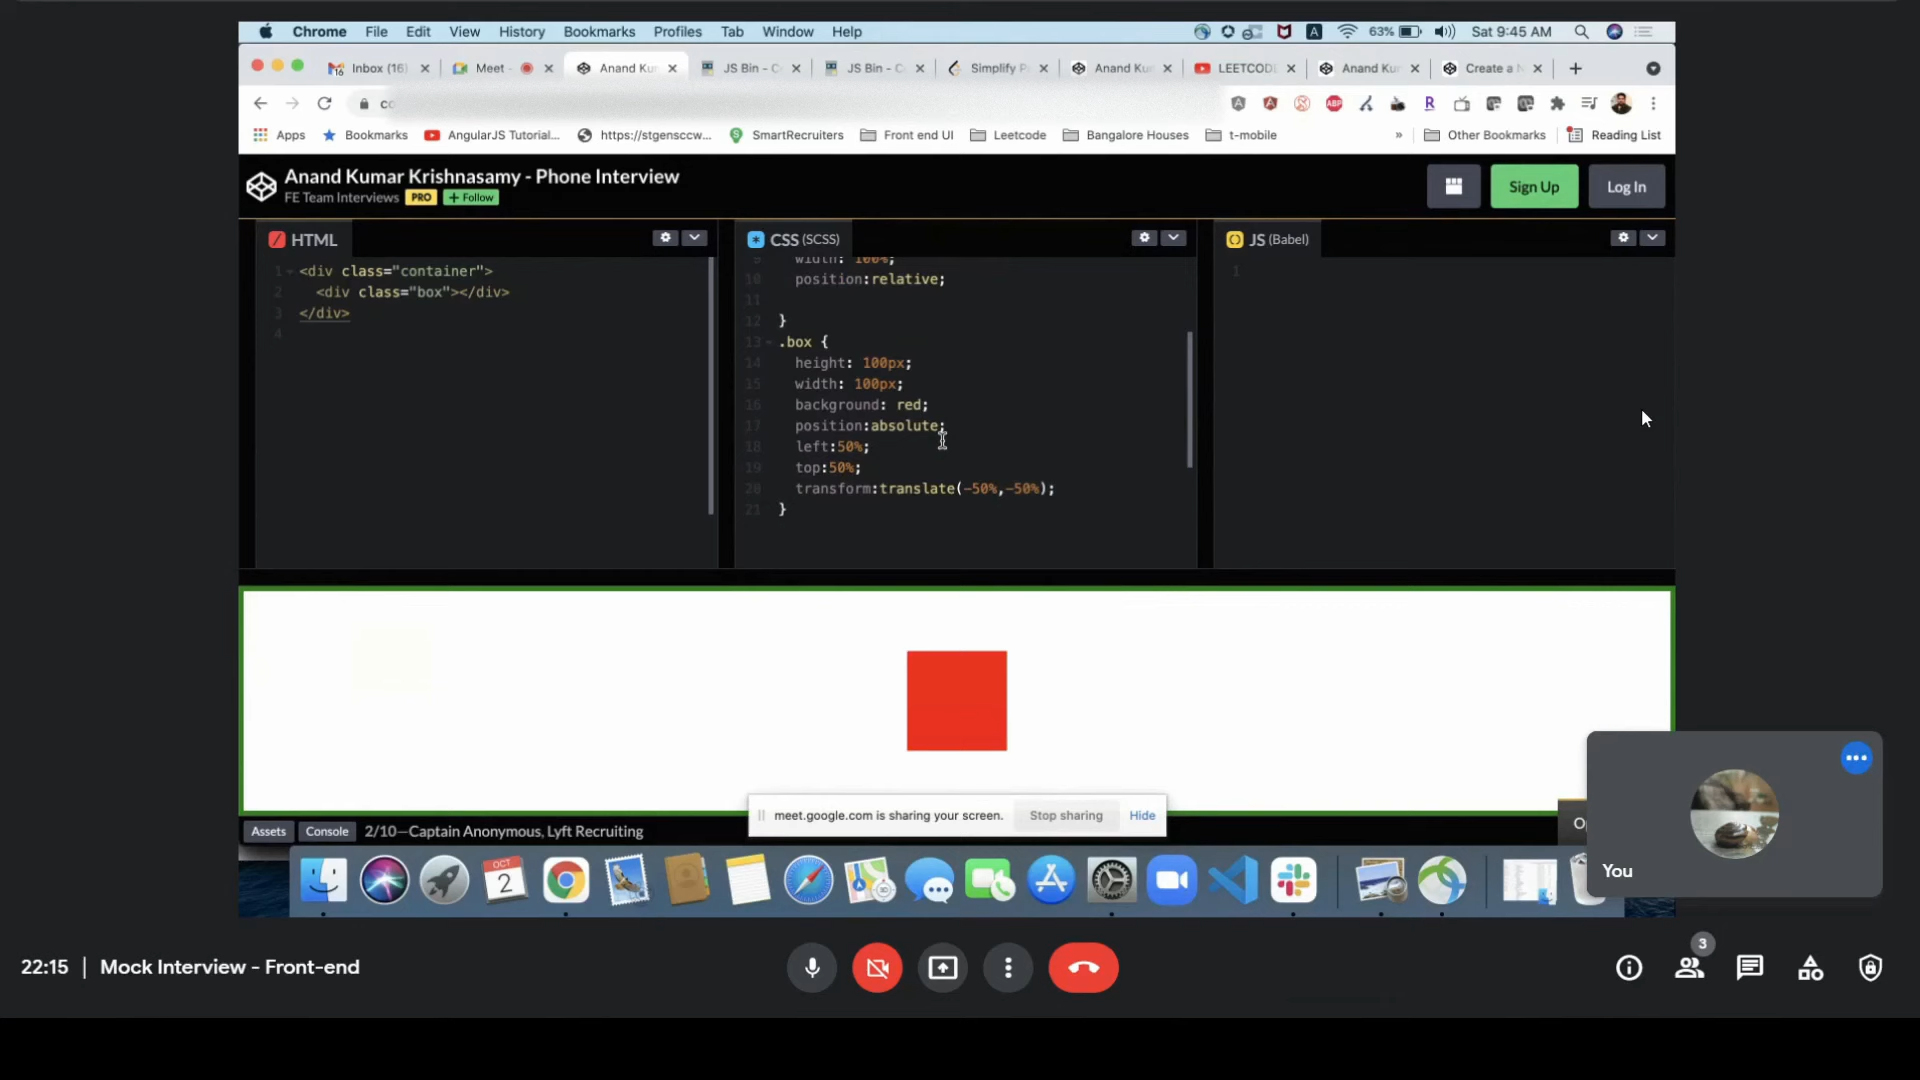 Chrome File Edit View History Bookmarks Profiles Tab Window Help
A 63% Sat 9:45 AM
Inbox (16) Meet - Anand Ku JS Bin - C JS Bin - C Simplify P Anand Ku LEETCOD Anand Ku Create a N
Apps Bookmarks AngularJS Tutorial... https://stgensccw... SmartRecruiters Front end UI Leetcode Bangalore Houses t-mobile » Other Bookmarks Reading List
Anand Kumar Krishnasamy - Phone Interview
FE Team Interviews PRO + Follow
Sign Up Log In
HTML
1 <div class="container">
2 <div class="box"></div>
3 </div>
4
CSS (SCSS)
9 width: 100%;
10 position:relative;
11
12 }
13 .box {
14 height: 100px;
15 width: 100px;
16 background: red;
17 position:absolute;
18 left:50%;
19 top:50%;
20 transform:translate(-50%,-50%);
21 }
JS (Babel)
1
meet.google.com is sharing your screen. Stop sharing Hide
Assets Console 2/10—Captain Anonymous, Lyft Recruiting
OCT
2
You
22:15 | Mock Interview - Front-end
3